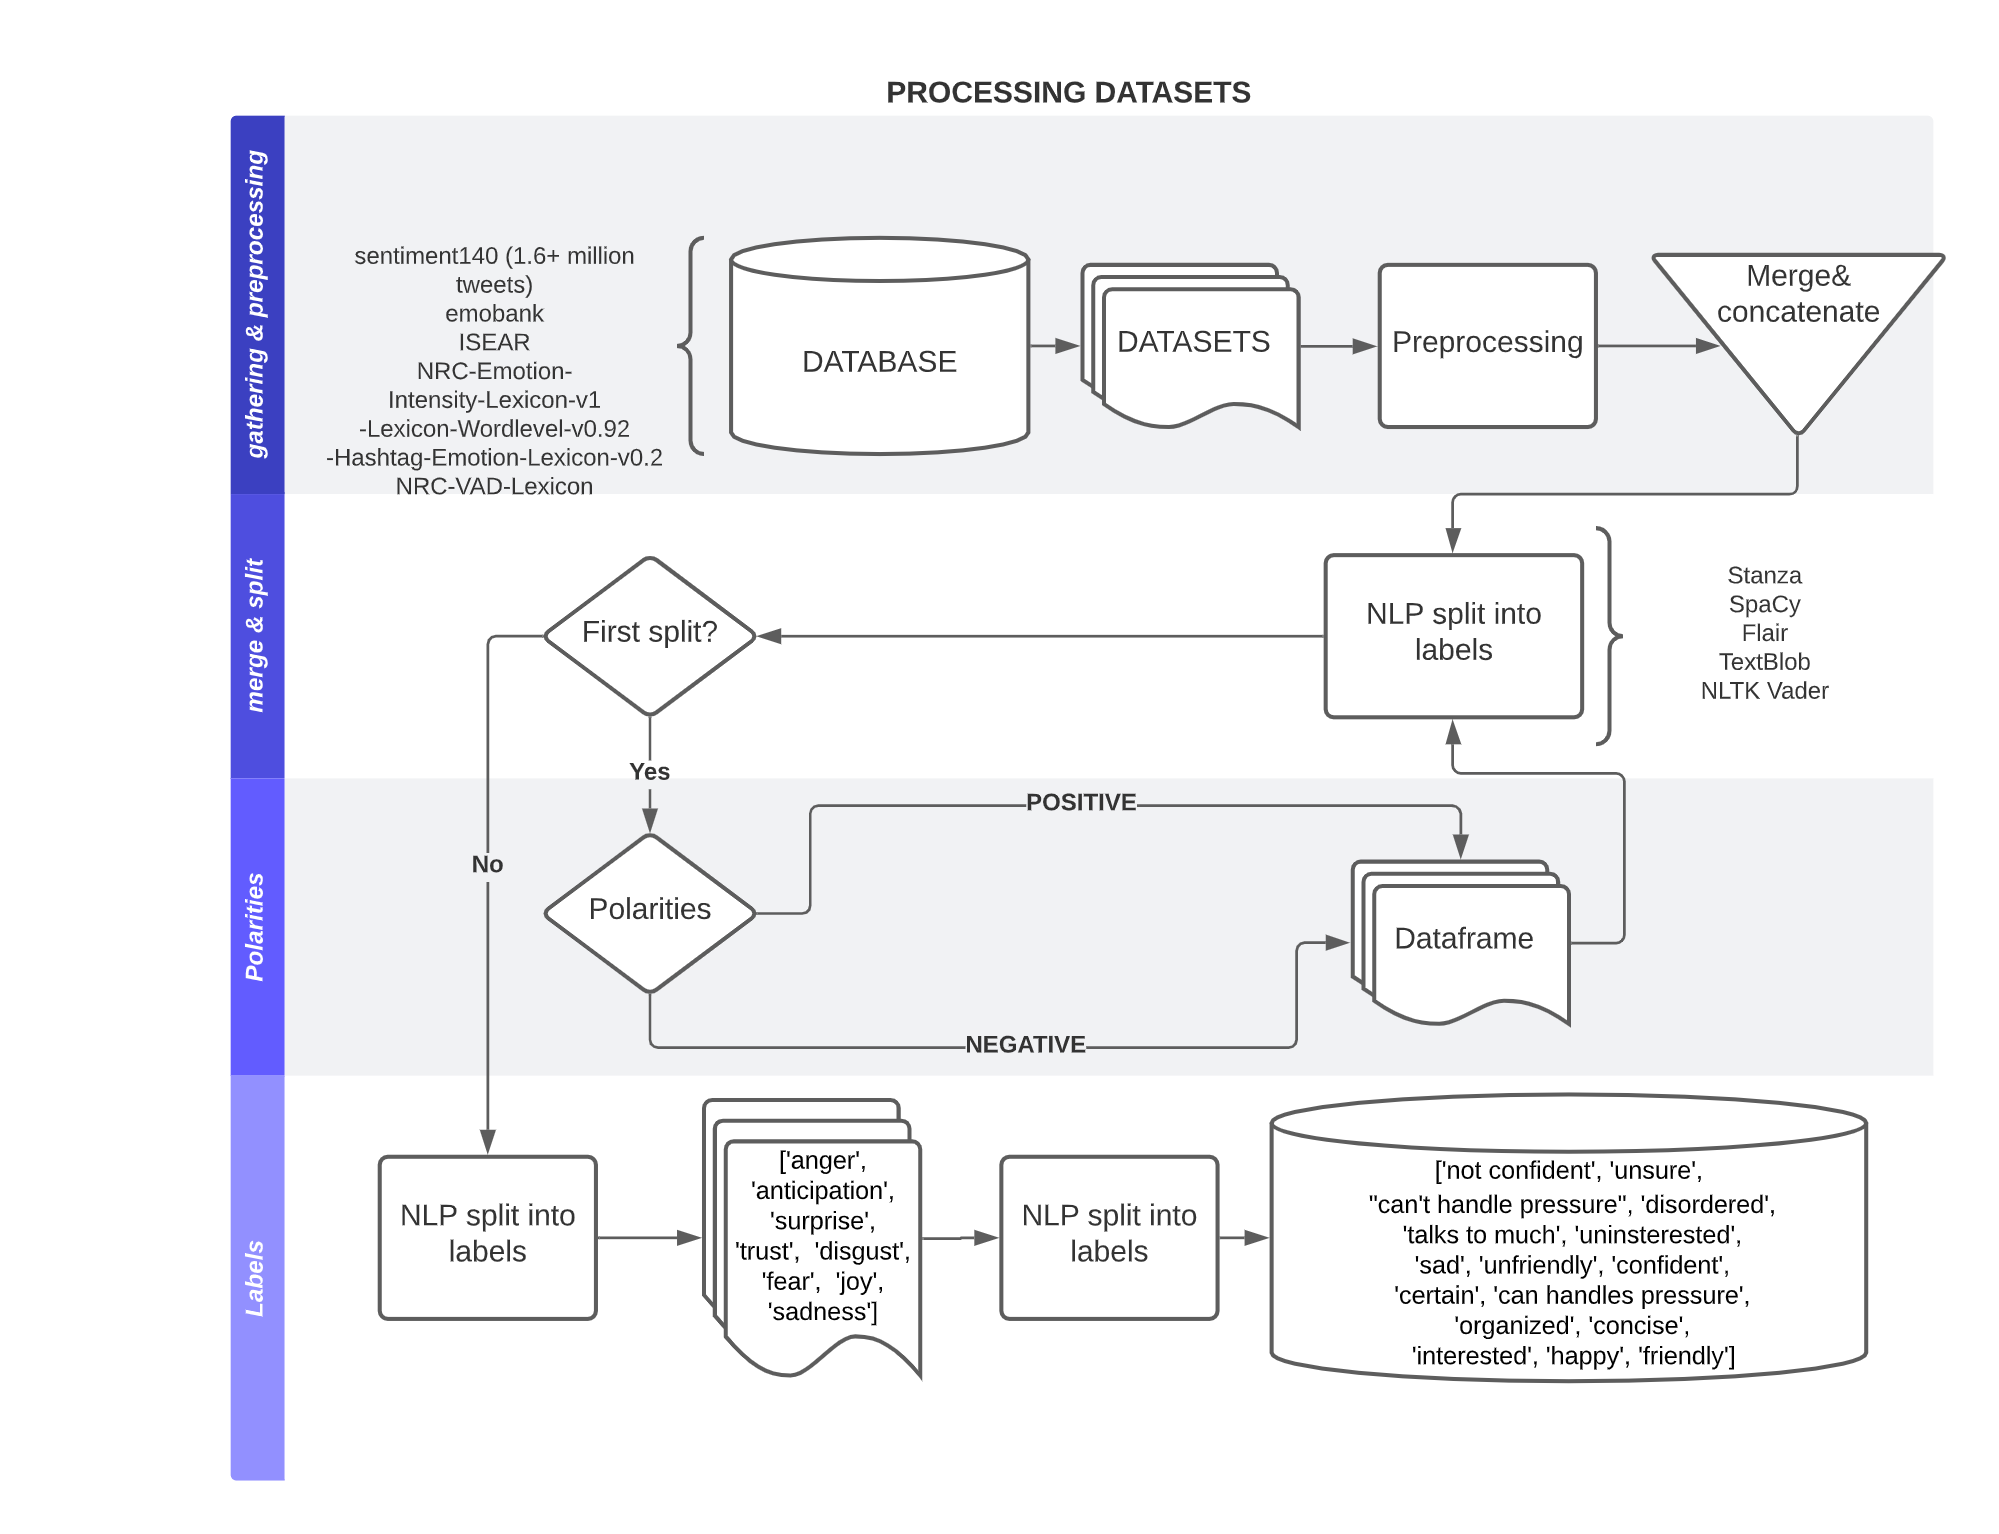 PROCESSING DATASETS
gathering & preprocessing
sentiment140 (1.6+ million
tweets)
emobank
ISEAR
NRC-Emotion-
Intensity-Lexicon-v1
-Lexicon-Wordlevel-v0.92
-Hashtag-Emotion-Lexicon-v0.2
NRC-VAD-Lexicon
DATABASE
DATASETS
Preprocessing
Merge&
concatenate
merge & split
First split?
NLP split into
labels
Stanza
SpaCy
Flair
TextBlob
NLTK Vader
Yes
No
Polarities
Polarities
POSITIVE
NEGATIVE
Dataframe
Labels
NLP split into
labels
['anger',
'anticipation',
'surprise',
'trust',  'disgust',
'fear',  'joy',
'sadness']
NLP split into
labels
['not confident', 'unsure',
"can't handle pressure", 'disordered',
'talks to much', 'uninsterested',
'sad', 'unfriendly', 'confident',
'certain', 'can handles pressure',
'organized', 'concise',
'interested', 'happy', 'friendly']